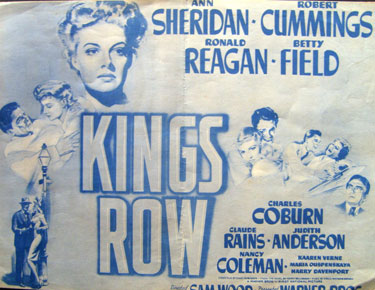 ANN ROBERT
SHERIDAN · CUMMINGS
RONALD BETTY
REAGAN · FIELD
KINGS
ROW
CHARLES
COBURN
CLAUDE JUDITH
RAINS · ANDERSON
NANCY
COLEMAN
KAAREN VERNE
MARIA OUSPENSKAYA
HARRY DAVENPORT
SAM WOOD WARNER BROS.